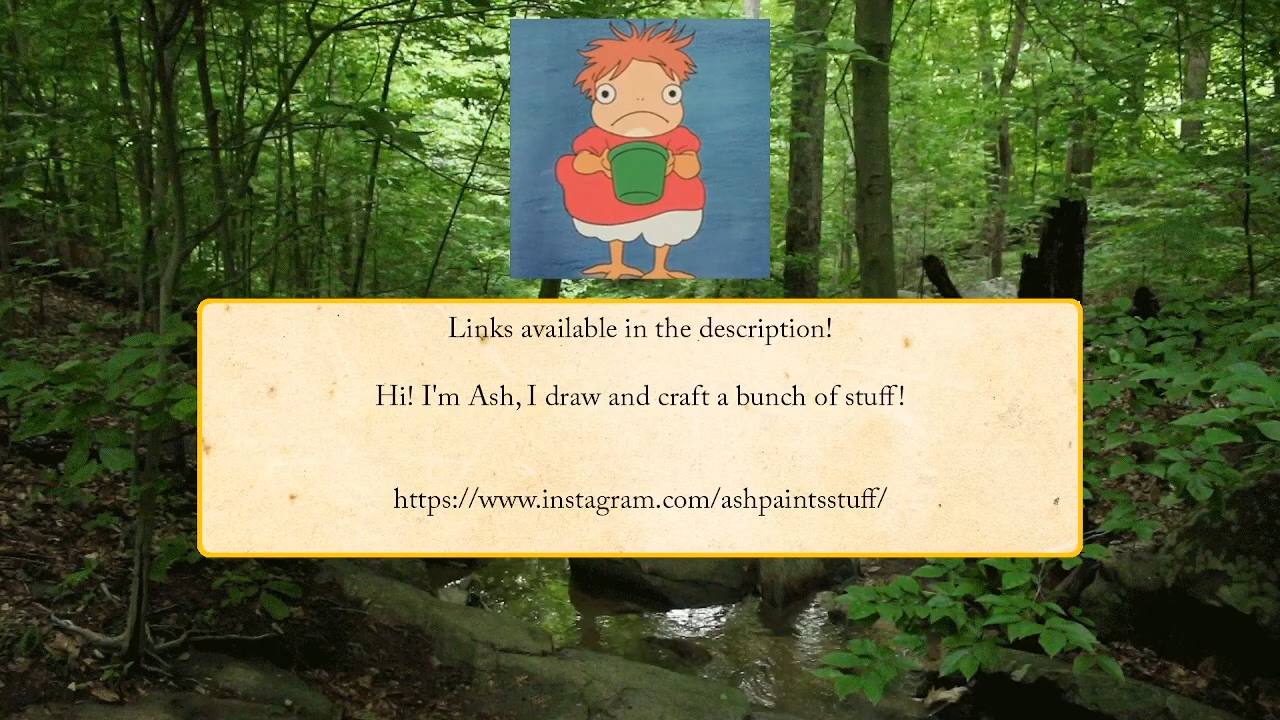 Links available in the description!
Hi! I'm Ash, I draw and craft a bunch of stuff!
https://www.instagram.com/ashpaintsstuff/